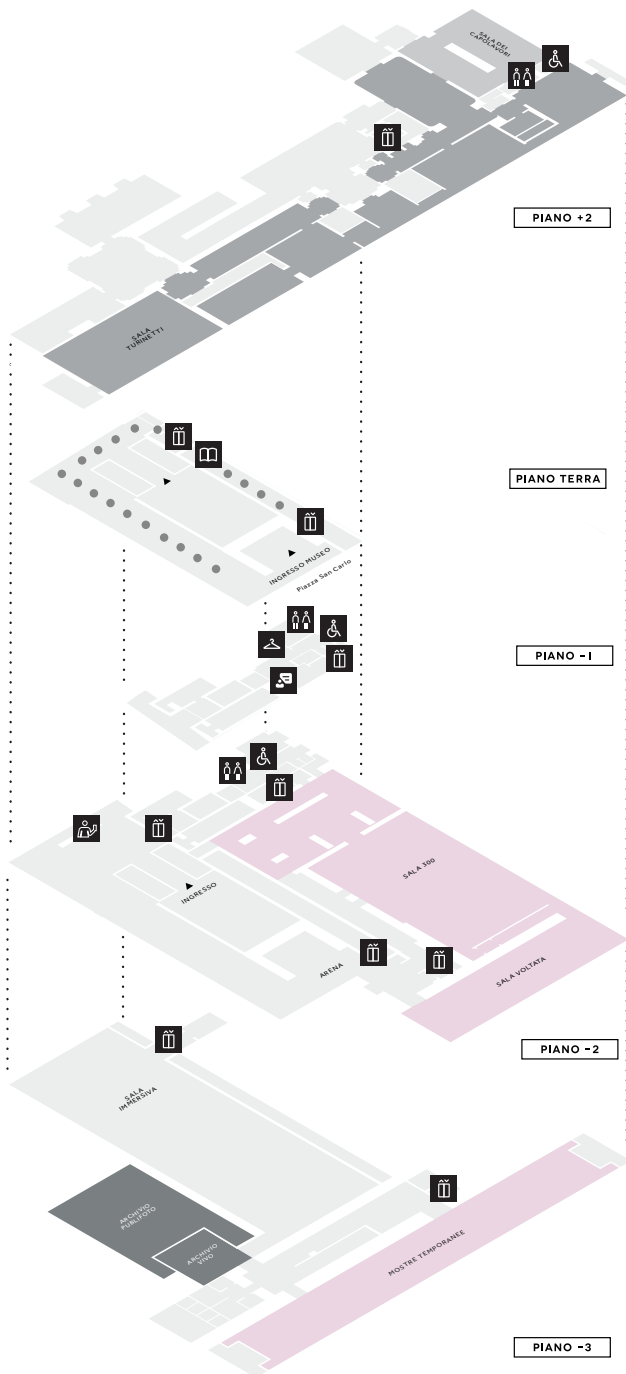 SALA DEI
CAPOLAVORI
PIANO +2
SALA
TURINETTI
PIANO TERRA
INGRESSO MUSEO
Piazza San Carlo
PIANO -1
SALA 300
INGRESSO
ARENA
SALA VOLTATA
PIANO -2
SALA
IMMERSIVA
ARCHIVIO
PUBLIFOTO
ARCHIVIO
VIVO
MOSTRE TEMPORANEE
PIANO -3